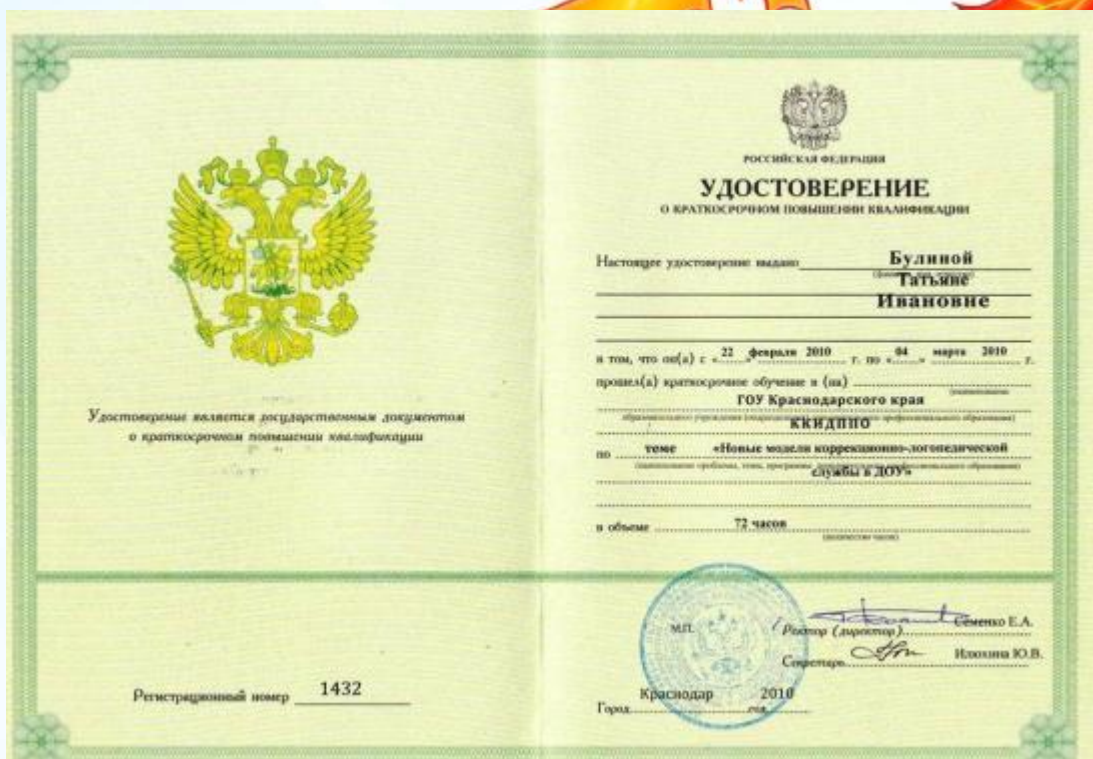 Удостоверение является государственным документом
о краткосрочном повышении квалификации
Регистрационный номер 1432
РОССИЙСКАЯ ФЕДЕРАЦИЯ
УДОСТОВЕРЕНИЕ
О КРАТКОСРОЧНОМ ПОВЫШЕНИИ КВАЛИФИКАЦИИ
Настоящее удостоверение выдано Булиной
Татьяне
Ивановне
в том, что он(а) с «22» февраля 2010 г. по «04» марта 2010 г.
прошел(а) краткосрочное обучение в (на)
ГОУ Краснодарского края
ККИДППО
по теме «Новые модели коррекционно-логопедической
службы в ДОУ»
в объеме 72 часов
(количество часов)
М.П.
Ректор (директор) Семенко Е.А.
Секретарь Илюхина Ю.В.
Город Краснодар 2010